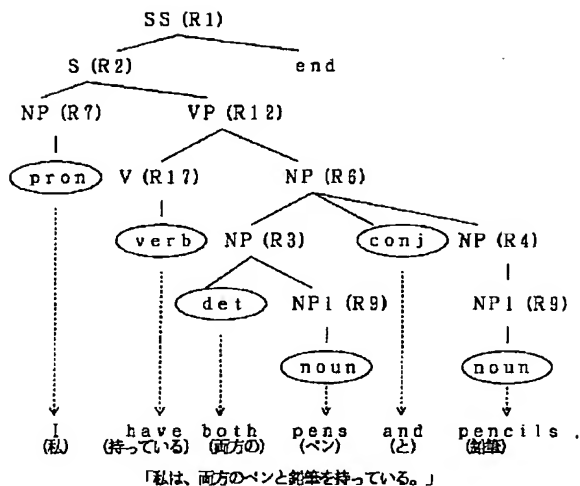 SS (R1)
S (R2) end
NP (R7) VP (R12)
pron V (R17) NP (R6)
verb NP (R3) conj NP (R4)
det NP1 (R9) NP1 (R9)
noun noun
I have both pens and pencils .
(私) (持っている) (両方の) (ペン) (と) (鉛筆)
「私は、両方のペンと鉛筆を持っている。」